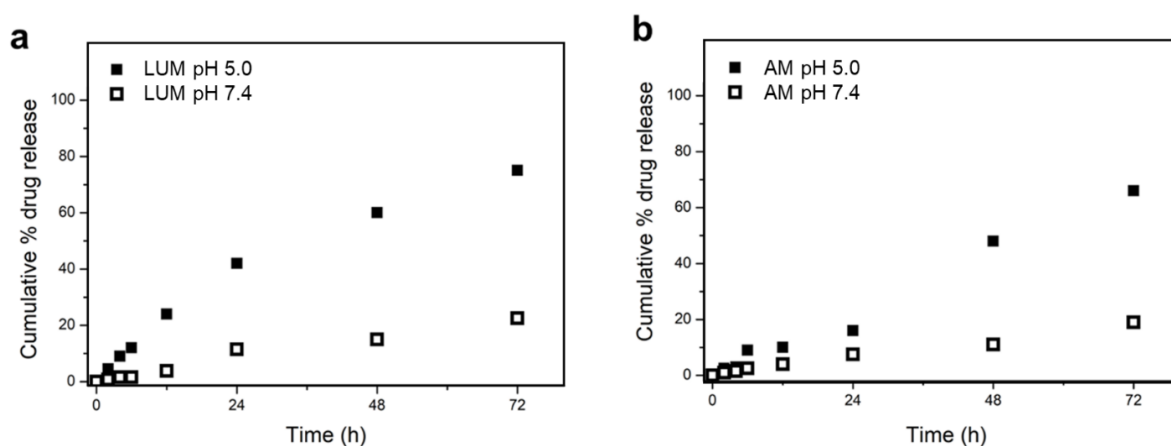 a
LUM pH 5.0
LUM pH 7.4
100
80
60
40
20
0
Cumulative % drug release
0
24
48
72
Time (h)
b
AM pH 5.0
AM pH 7.4
100
80
60
40
20
0
Cumulative % drug release
0
24
48
72
Time (h)